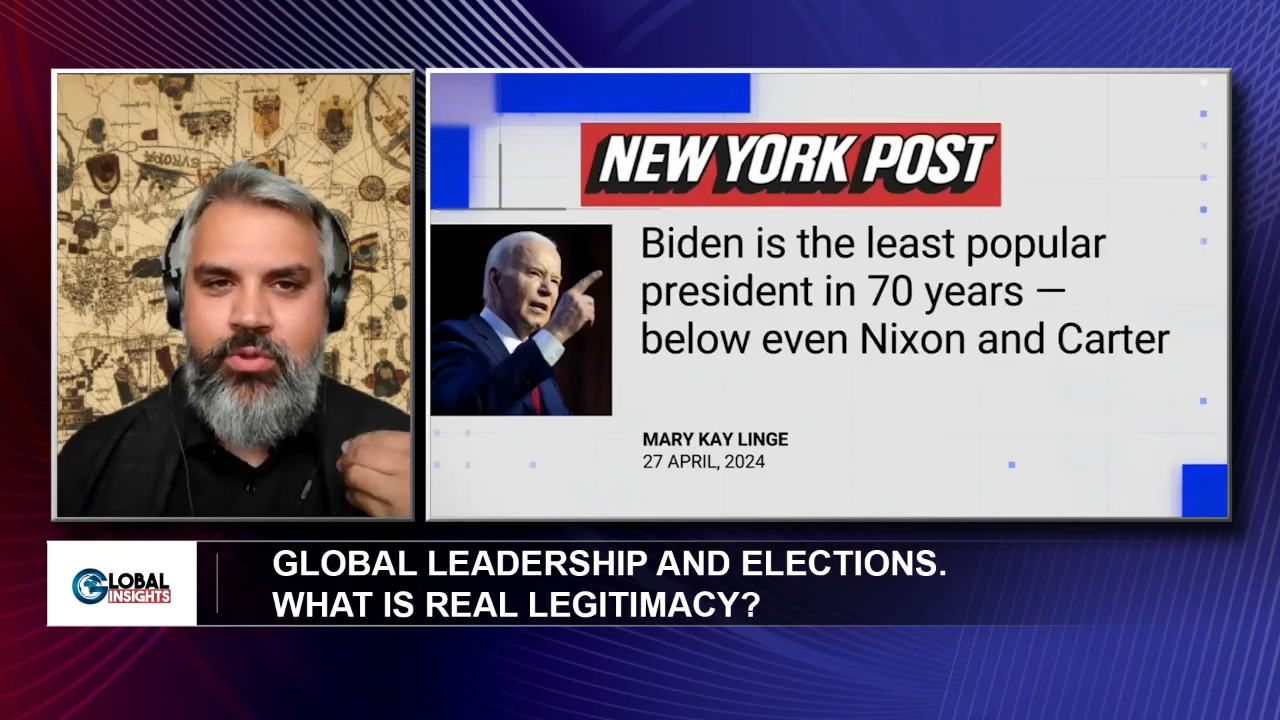 EVROPA
NEW YORK POST
Biden is the least popular
president in 70 years —
below even Nixon and Carter
MARY KAY LINGE
27 APRIL, 2024
GLOBAL
INSIGHTS
GLOBAL LEADERSHIP AND ELECTIONS.
WHAT IS REAL LEGITIMACY?